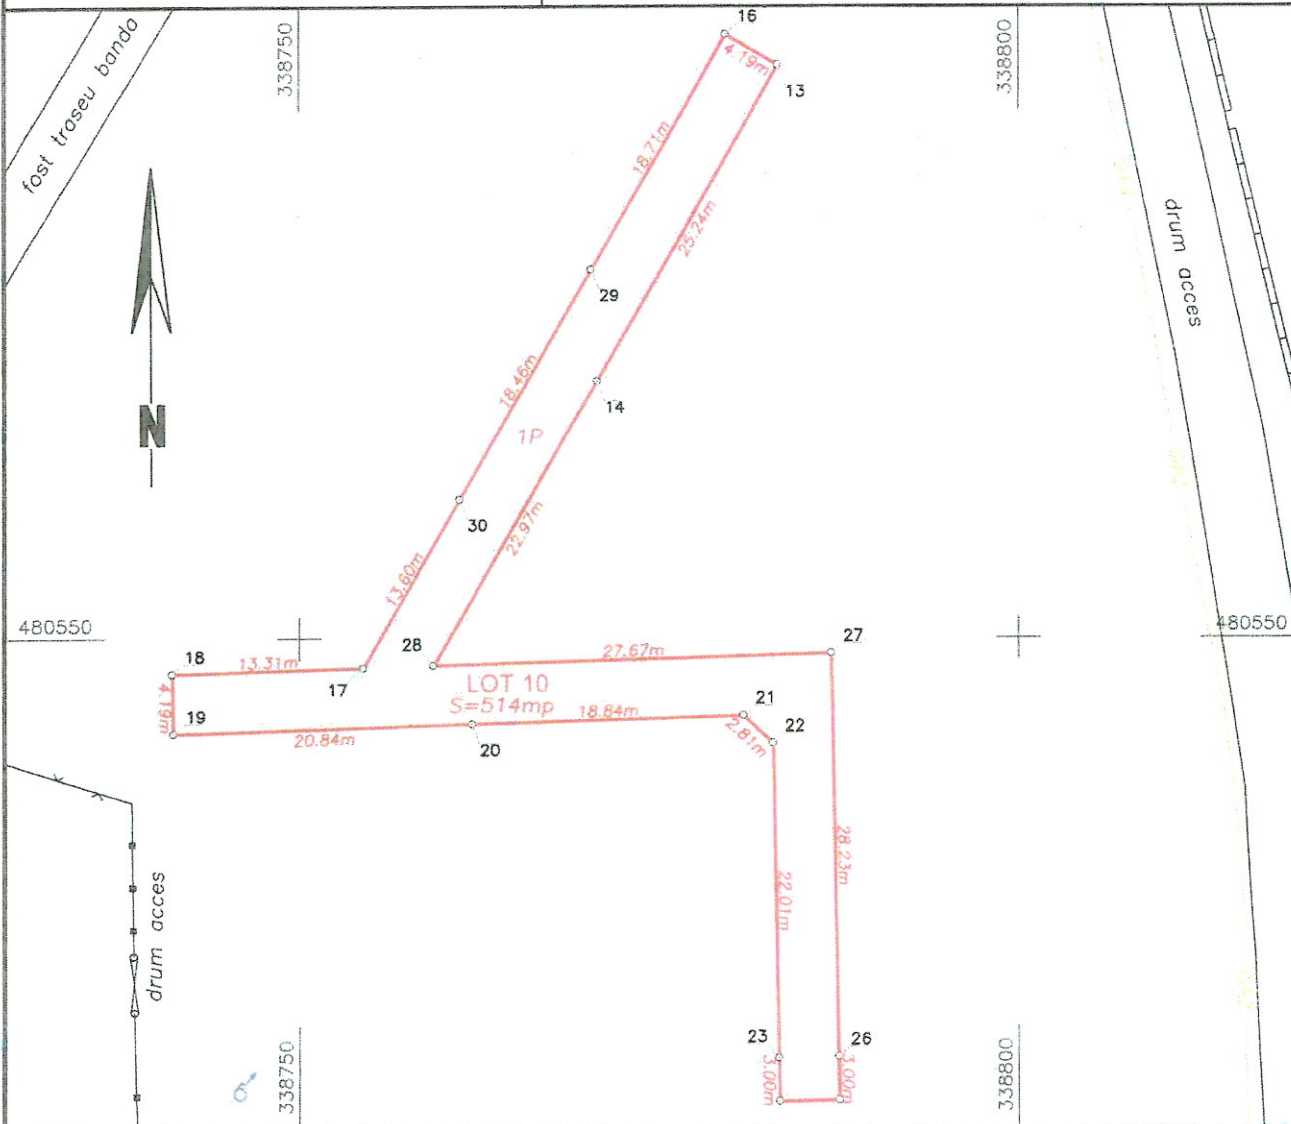 16
338750
338800
fost traseu banda
4.19m
13
18.71m
25.24m
drum acces
29
18.46m
14
1P
N
30
22.97m
13.60m
480550
480550
28
27
27.67m
18
13.31m
17
LOT 10
S=514mp
4.19m
19
21
18.84m
22
2.81m
20.84m
20
28.23m
22.01m
drum acces
23
26
3.00m
3.00m
338750
338800